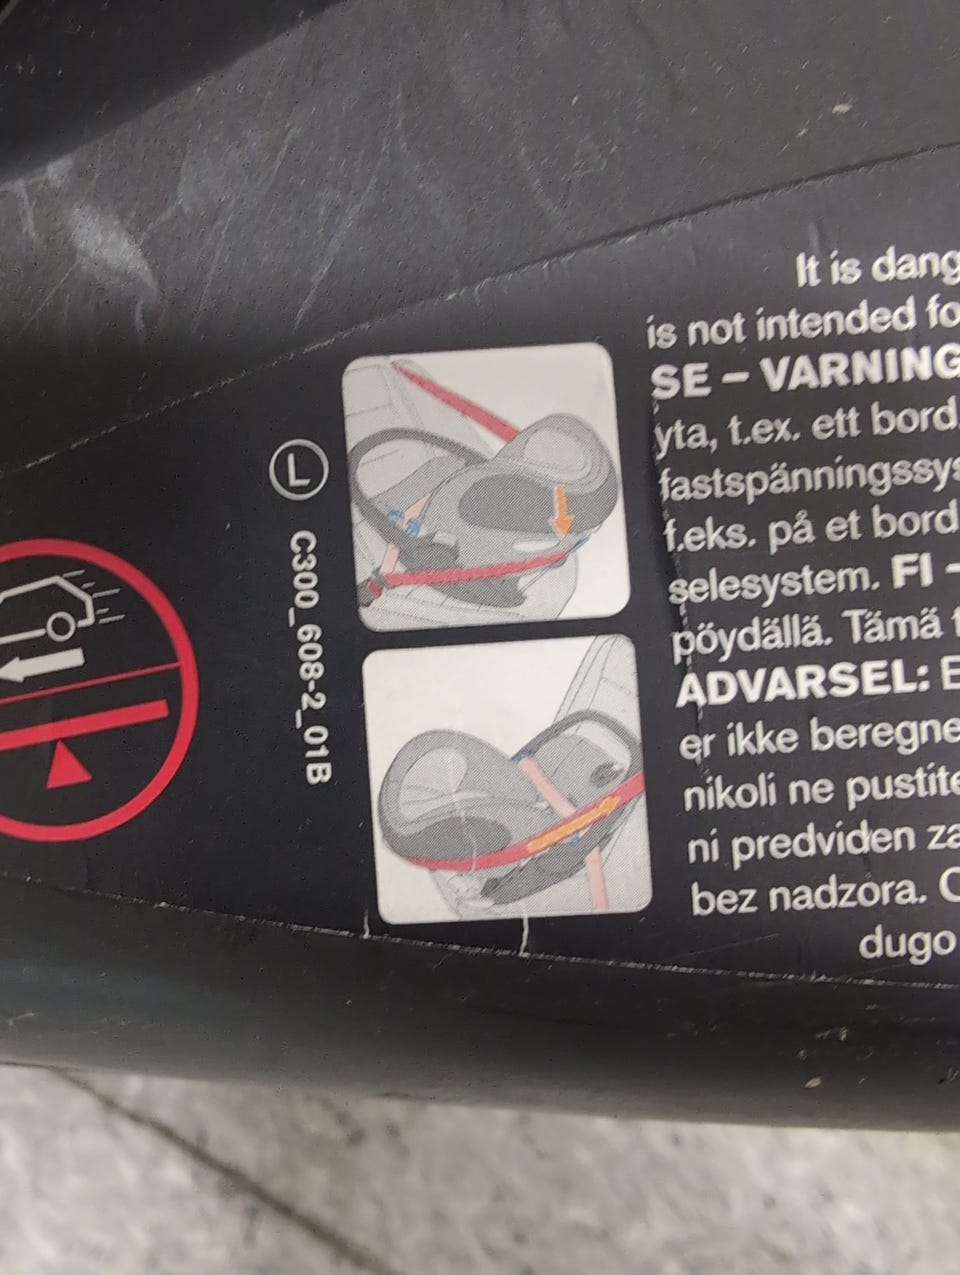 It is dang
is not intended fo
SE – VARNING
yta, t.ex. ett bord.
fastspänningssys
f.eks. på et bord
selesystem. FI –
pöydällä. Tämä t
ADVARSEL: E
er ikke beregne
nikoli ne pustite
ni predviden za
bez nadzora. O
dugo
L C300_608-2_01B